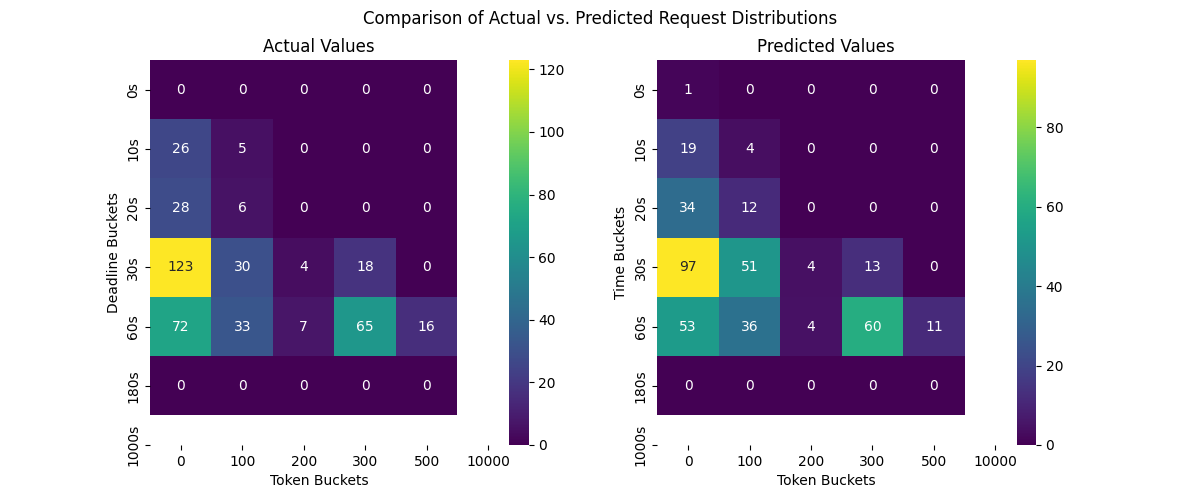 Comparison of Actual vs. Predicted Request Distributions
Actual Values
Deadline Buckets
0s 0 0 0 0 0
10s 26 5 0 0 0
20s 28 6 0 0 0
30s 123 30 4 18 0
60s 72 33 7 65 16
180s 0 0 0 0 0
1000s
0 100 200 300 500 10000
Token Buckets
120
100
80
60
40
20
0
Predicted Values
Time Buckets
0s 1 0 0 0 0
10s 19 4 0 0 0
20s 34 12 0 0 0
30s 97 51 4 13 0
60s 53 36 4 60 11
180s 0 0 0 0 0
1000s
0 100 200 300 500 10000
Token Buckets
80
60
40
20
0